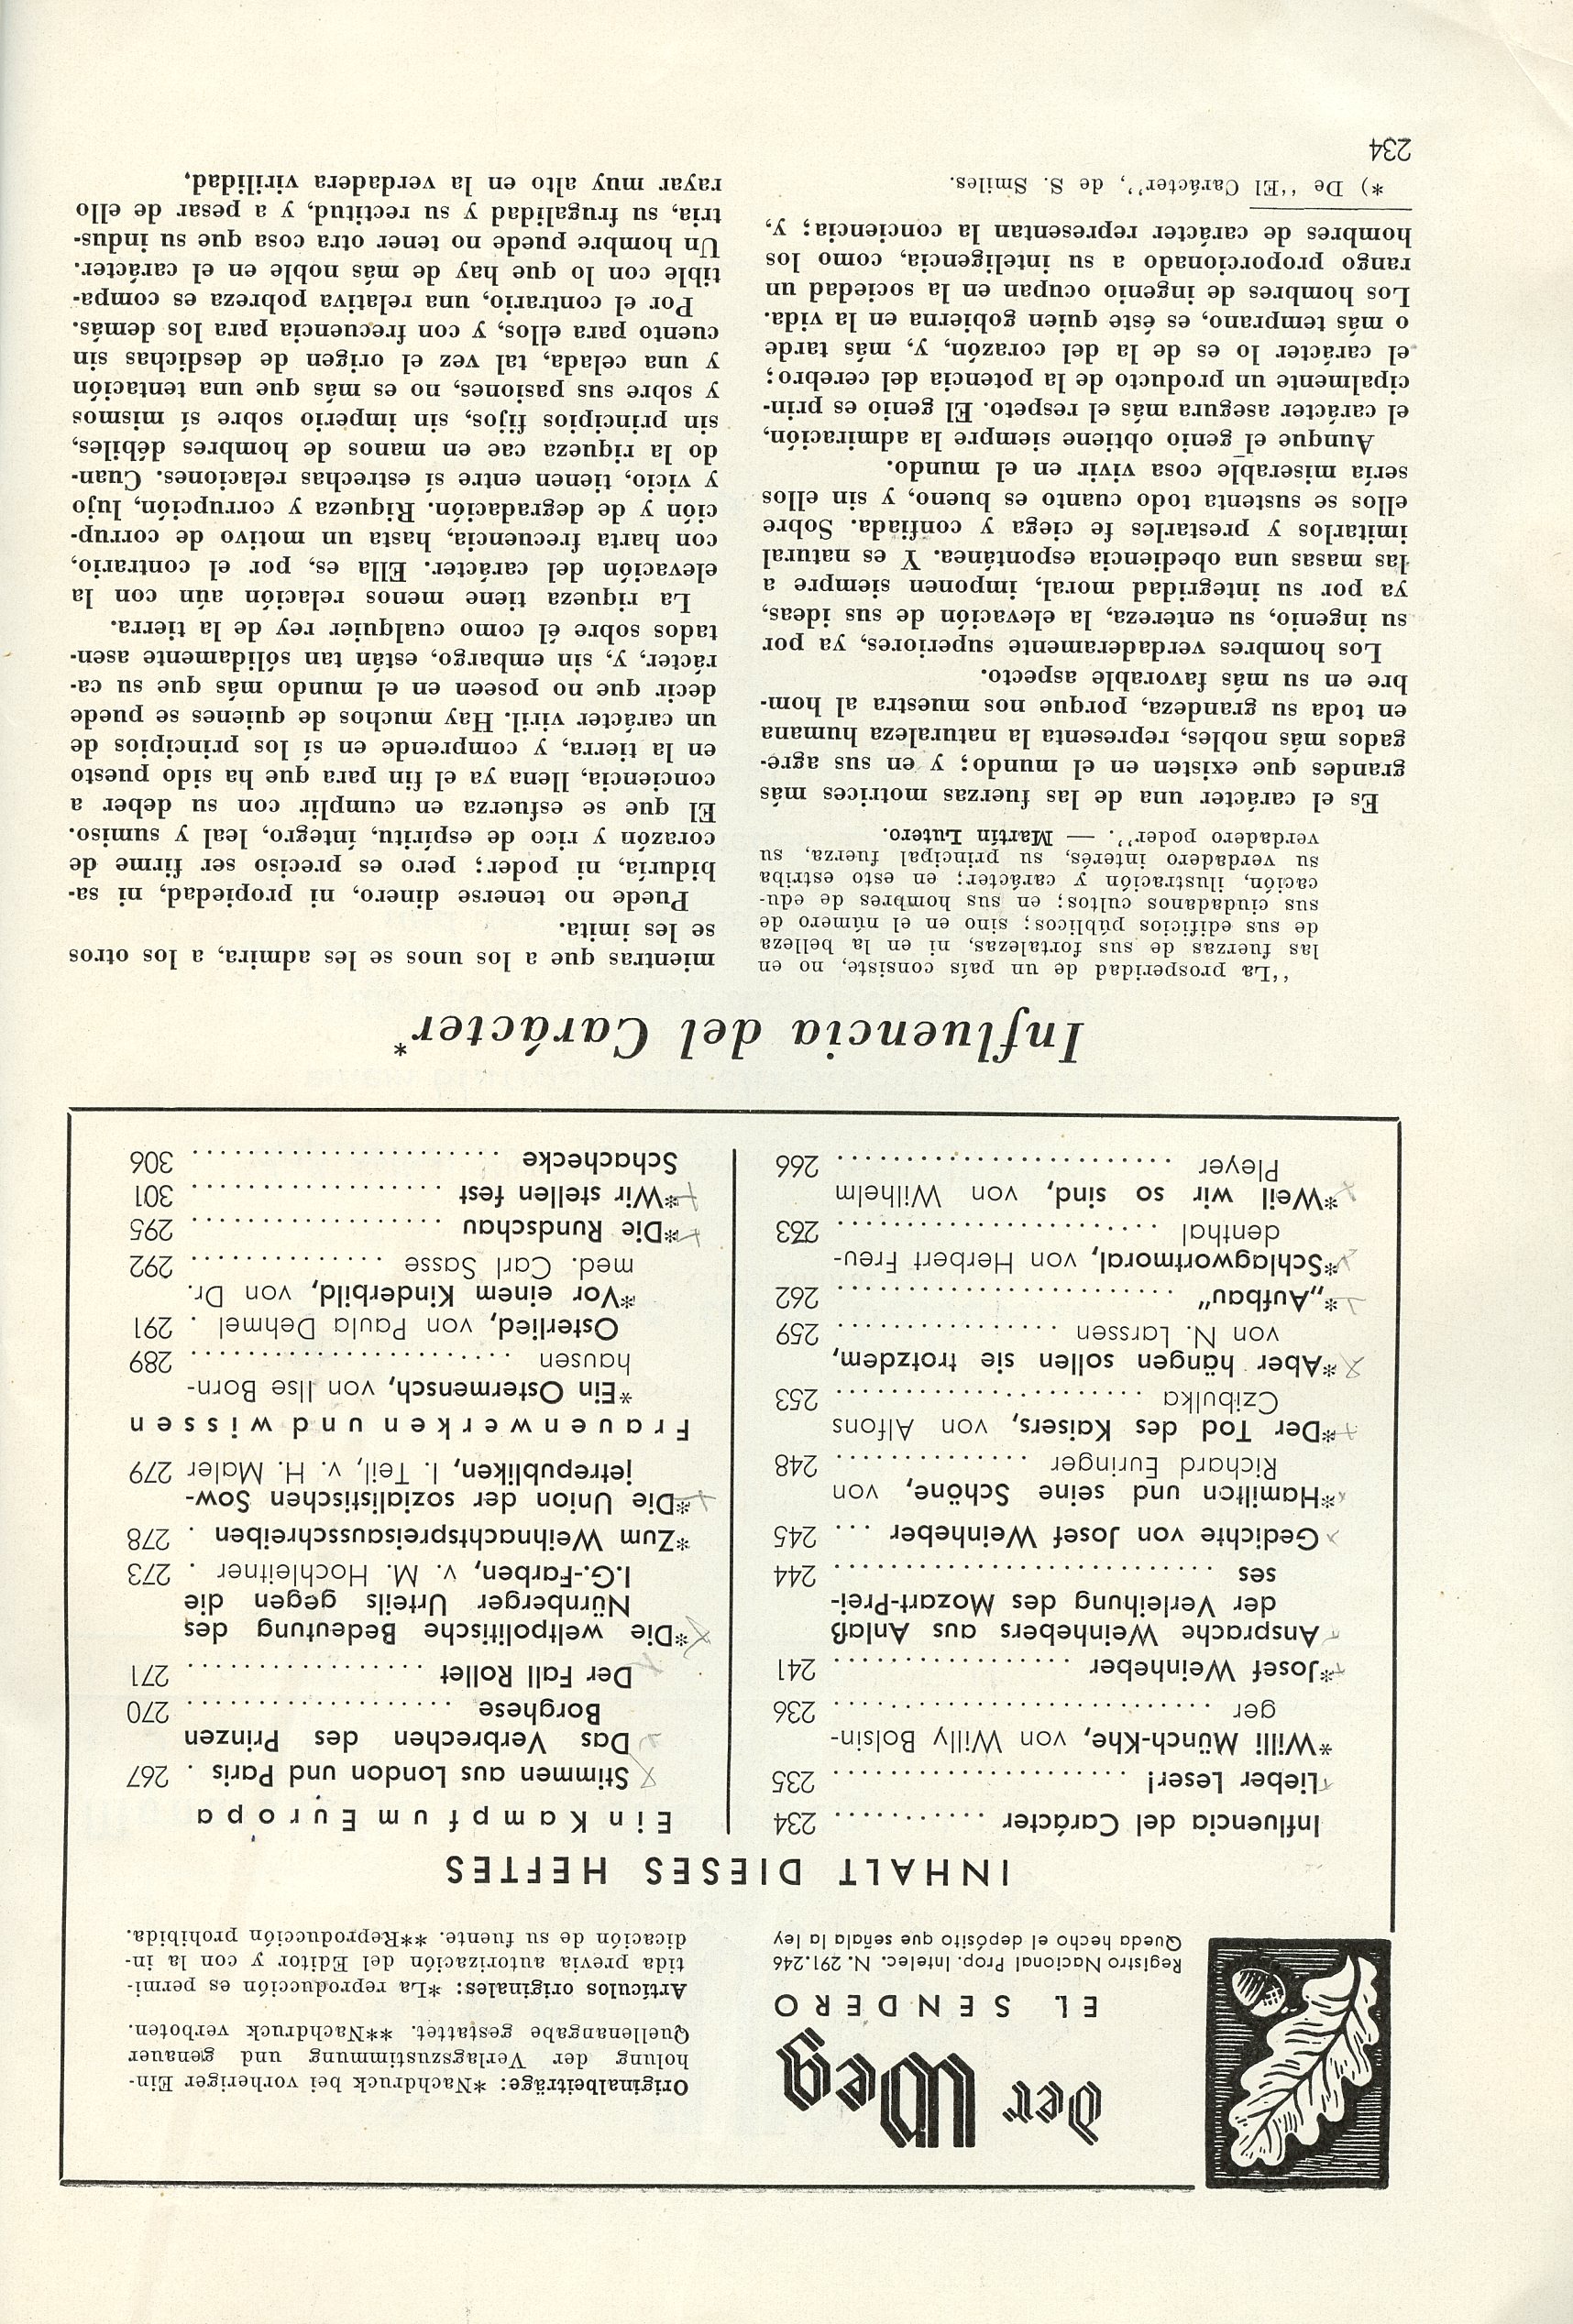 der Weg
EL SENDERO
Registro Nacional Prop. Intelec. N. 291.246
Queda hecho el depósito que señala la ley
Originalbeiträge: *Nachdruck bei vorheriger Ein-
holung der Verlagszustimmung und genauer
Quellenangabe gestattet. **Nachdruck verboten.
Artículos originales: *La reproducción es permi-
tida previa autorización del Editor y con la in-
dicación de su fuente. **Reproducción prohibida.
INHALT DIESES HEFTES
Influencia del Carácter ............ 234
Lieber Leser! ...................... 235
*Willi Münch-Khe, von Willy Bolsin-
ger ............................ 236
*Josef Weinheber .................. 241
Ansprache Weinhebers aus Anlaß
der Verleihung des Mozart-Prei-
ses ............................ 244
Gedichte von Josef Weinheber ... 245
*Hamilton und seine Schöne, von
Richard Euringer ............... 248
*Der Tod des Kaisers, von Alfons
Czibulka ....................... 253
*Aber hängen sollen sie trotzdem,
von N. Larssen ................. 259
*„Aufbau" ......................... 262
*Schlagwortmoral, von Herbert Freu-
denthal ........................ 263
*Weil wir so sind, von Wilhelm
Pleyer ......................... 266
Ein Kampf um Europa
Stimmen aus London und Paris . 267
Das Verbrechen des Prinzen
Borghese ....................... 270
Der Fall Rollet ................... 271
*Die weltpolitische Bedeutung des
Nürnberger Urteils gegen die
I.G.-Farben, v. M. Hochleitner . 273
*Zum Weihnachtspreisausschreiben . 278
*Die Union der sozialistischen Sow-
jetrepubliken, I. Teil, v. H. Maler 279
Frauenwerken und wissen
*Ein Ostermensch, von Ilse Born-
hausen ......................... 289
Osterlied, von Paula Dehmel . 291
*Vor einem Kinderbild, von Dr.
med. Carl Sasse ................ 292
*Die Rundschau .................... 295
*Wir stellen fest .................. 301
Schachecke ........................ 306
Influencia del Carácter*
‘‘La prosperidad de un país consiste, no en
las fuerzas de sus fortalezas, ni en la belleza
de sus edificios públicos; sino en el número de
sus ciudadanos cultos; en sus hombres de edu-
cación, ilustración y carácter; en esto estriba
su verdadero interés, su principal fuerza, su
verdadero poder’’. — Martín Lutero.
Es el carácter una de las fuerzas motrices más
grandes que existen en el mundo; y en sus agre-
gados más nobles, representa la naturaleza humana
en toda su grandeza, porque nos muestra al hom-
bre en su más favorable aspecto.
Los hombres verdaderamente superiores, ya por
su ingenio, su entereza, la elevación de sus ideas,
ya por su integridad moral, imponen siempre a
las masas una obediencia espontánea. Y es natural
imitarlos y prestarles fe ciega y confiada. Sobre
ellos se sustenta todo cuanto es bueno, y sin ellos
sería miserable cosa vivir en el mundo.
Aunque el genio obtiene siempre la admiración,
el carácter asegura más el respeto. El genio es prin-
cipalmente un producto de la potencia del cerebro;
el carácter lo es de la del corazón, y, más tarde
o más temprano, es éste quien gobierna en la vida.
Los hombres de ingenio ocupan en la sociedad un
rango proporcionado a su inteligencia, como los
hombres de carácter representan la conciencia; y,
*) De ‘‘El Carácter’’, de S. Smiles.
234
mientras que a los unos se les admira, a los otros
se les imita.
Puede no tenerse dinero, ni propiedad, ni sa-
biduría, ni poder; pero es preciso ser firme de
corazón y rico de espíritu, íntegro, leal y sumiso.
El que se esfuerza en cumplir con su deber a
conciencia, llena ya el fin para que ha sido puesto
en la tierra, y comprende en sí los principios de
un carácter viril. Hay muchos de quienes se puede
decir que no poseen en el mundo más que su ca-
rácter, y, sin embargo, están tan sólidamente asen-
tados sobre él como cualquier rey de la tierra.
La riqueza tiene menos relación aún con la
elevación del carácter. Ella es, por el contrario,
con harta frecuencia, hasta un motivo de corrup-
ción y de degradación. Riqueza y corrupción, lujo
y vicio, tienen entre sí estrechas relaciones. Cuan-
do la riqueza cae en manos de hombres débiles,
sin principios fijos, sin imperio sobre sí mismos
y sobre sus pasiones, no es más que una tentación
y una celada, tal vez el origen de desdichas sin
cuento para ellos, y con frecuencia para los demás.
Por el contrario, una relativa pobreza es compa-
tible con lo que hay de más noble en el carácter.
Un hombre puede no tener otra cosa que su indus-
tria, su frugalidad y su rectitud, y a pesar de ello
rayar muy alto en la verdadera virilidad,